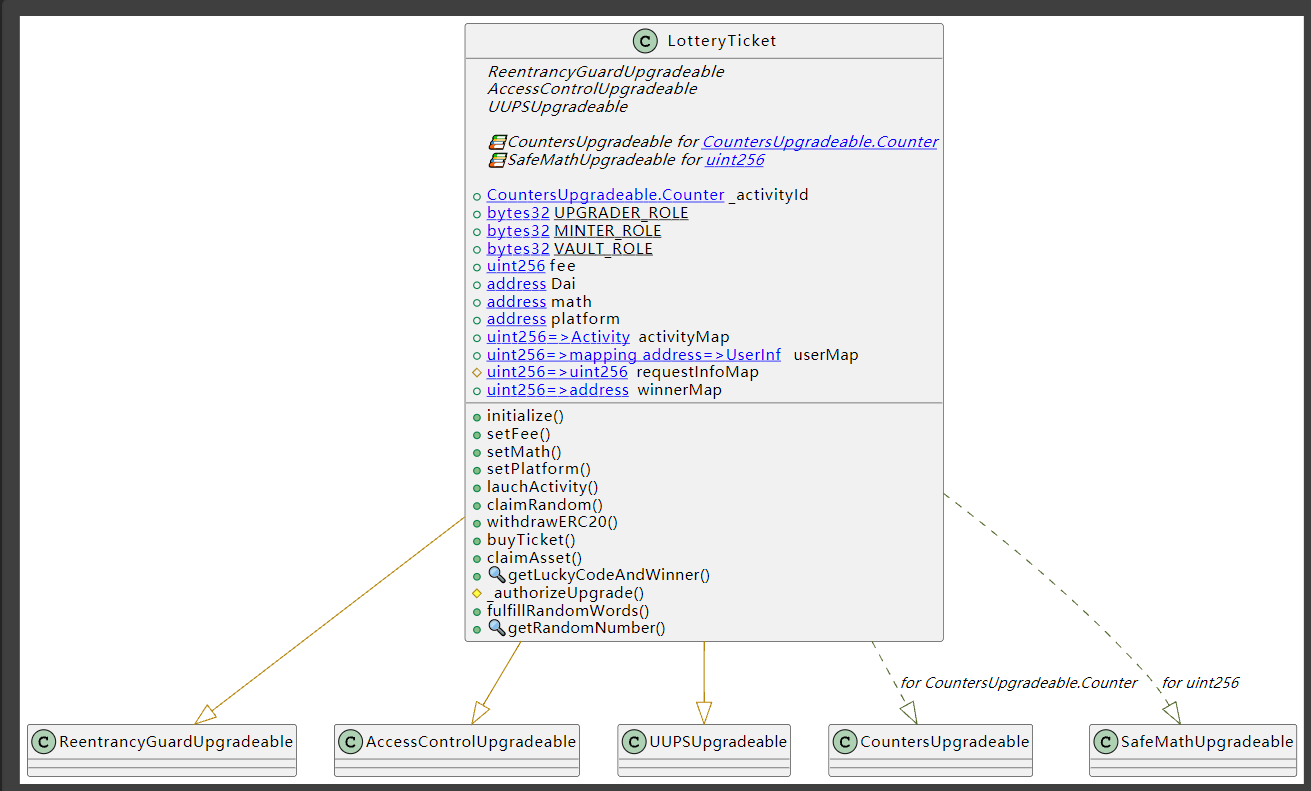 C LotteryTicket
ReentrancyGuardUpgradeable
AccessControlUpgradeable
UUPSUpgradeable
CountersUpgradeable for CountersUpgradeable.Counter
SafeMathUpgradeable for uint256
CountersUpgradeable.Counter _activityId
bytes32 UPGRADER_ROLE
bytes32 MINTER_ROLE
bytes32 VAULT_ROLE
uint256 fee
address Dai
address math
address platform
uint256=>Activity activityMap
uint256=>mapping address=>UserInf userMap
uint256=>uint256 requestInfoMap
uint256=>address winnerMap
initialize()
setFee()
setMath()
setPlatform()
lauchActivity()
claimRandom()
withdrawERC20()
buyTicket()
claimAsset()
getLuckyCodeAndWinner()
_authorizeUpgrade()
fulfillRandomWords()
getRandomNumber()
for CountersUpgradeable.Counter
for uint256
C ReentrancyGuardUpgradeable
C AccessControlUpgradeable
C UUPSUpgradeable
C CountersUpgradeable
C SafeMathUpgradeable